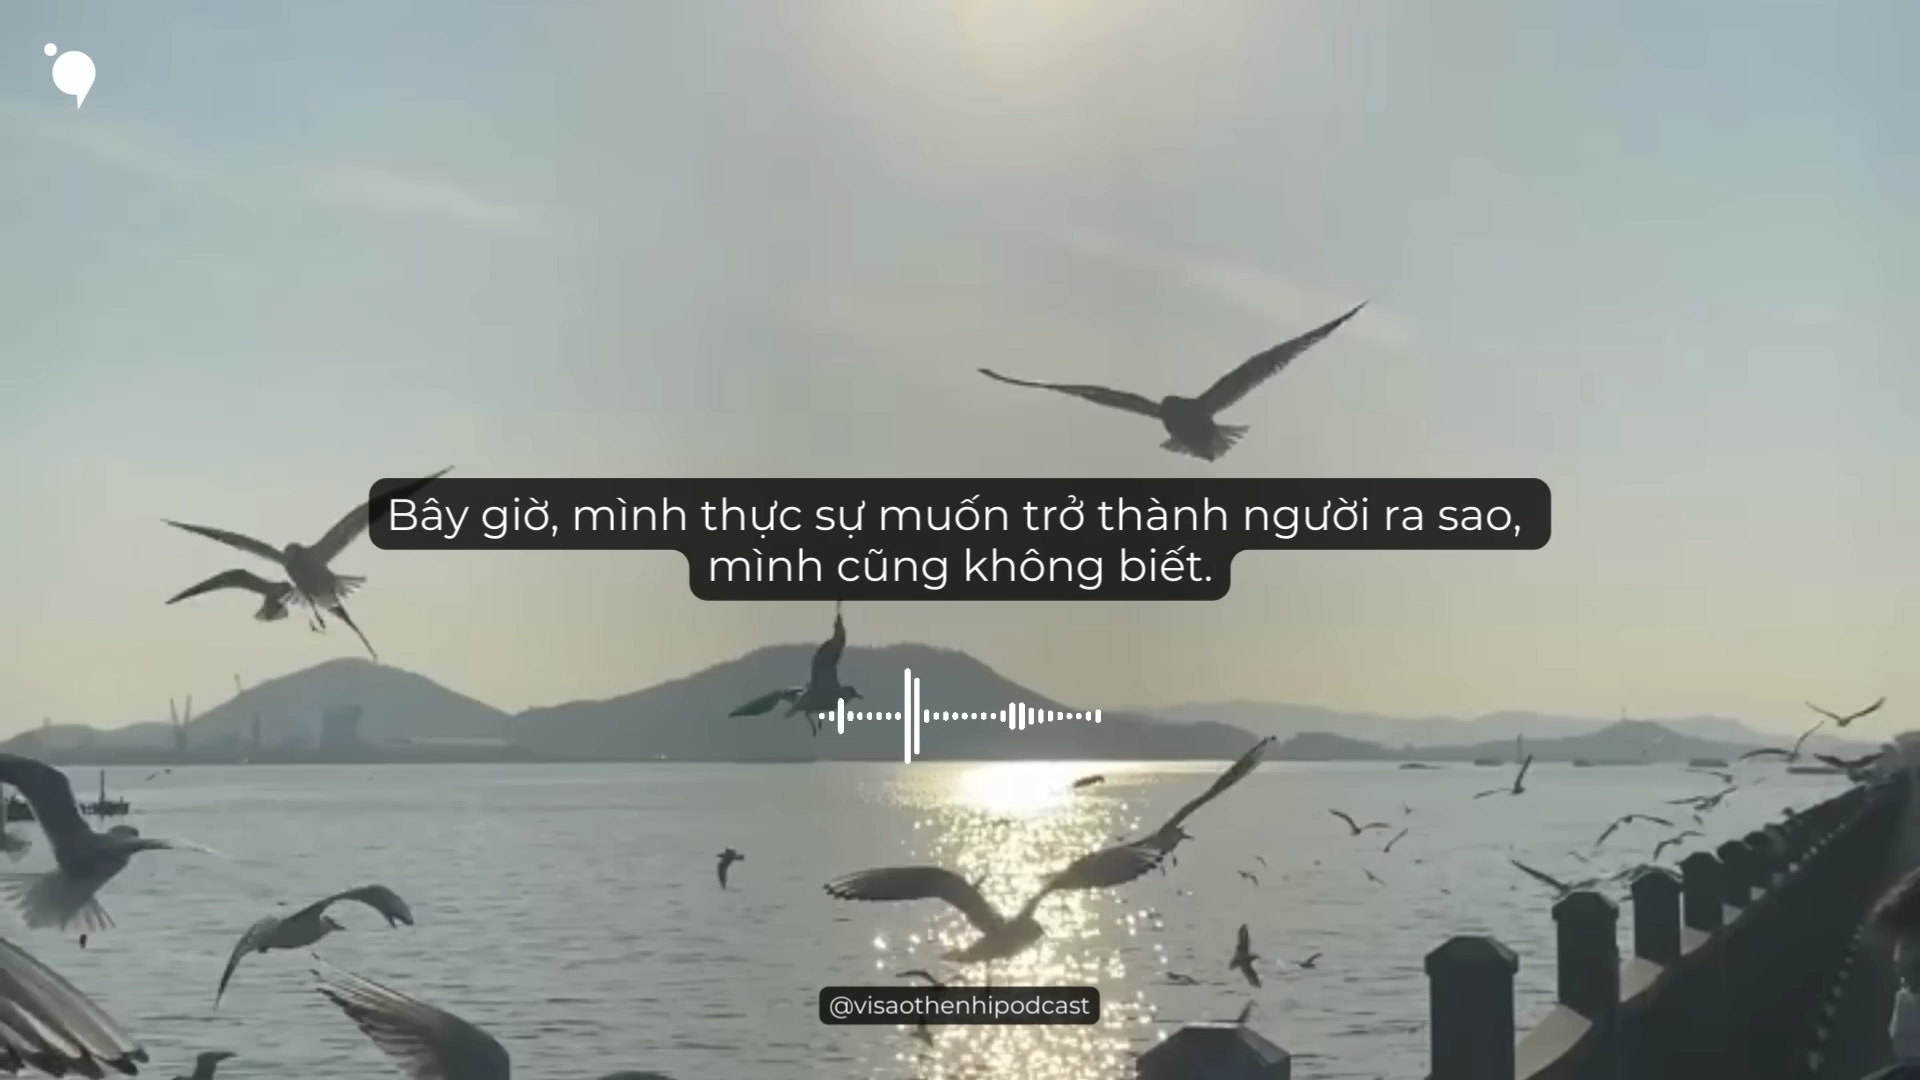 Bây giờ, mình thực sự muốn trở thành người ra sao,
mình cũng không biết.
@visaothenhipodcast